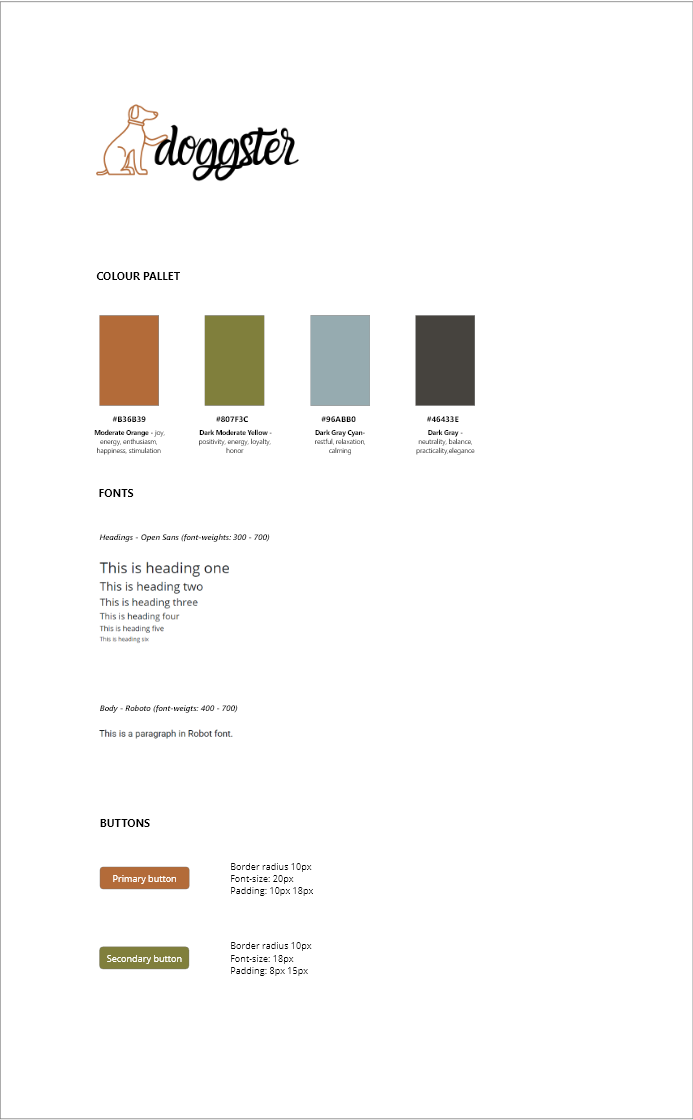 doggster
COLOUR PALLET
#B36B39
Moderate Orange - joy,
energy, enthusiasm,
happiness, stimulation
#807F3C
Dark Moderate Yellow -
positivity, energy, loyalty,
honor
#96ABB0
Dark Gray Cyan-
restful, relaxation,
calming
#46433E
Dark Gray -
neutrality, balance,
practicality,elegance
FONTS
Headings - Open Sans (font-weights: 300 - 700)
This is heading one
This is heading two
This is heading three
This is heading four
This is heading five
This is heading six
Body - Roboto (font-weigts: 400 - 700)
This is a paragraph in Robot font.
BUTTONS
Primary button
Border radius 10px
Font-size: 20px
Padding: 10px 18px
Secondary button
Border radius 10px
Font-size: 18px
Padding: 8px 15px